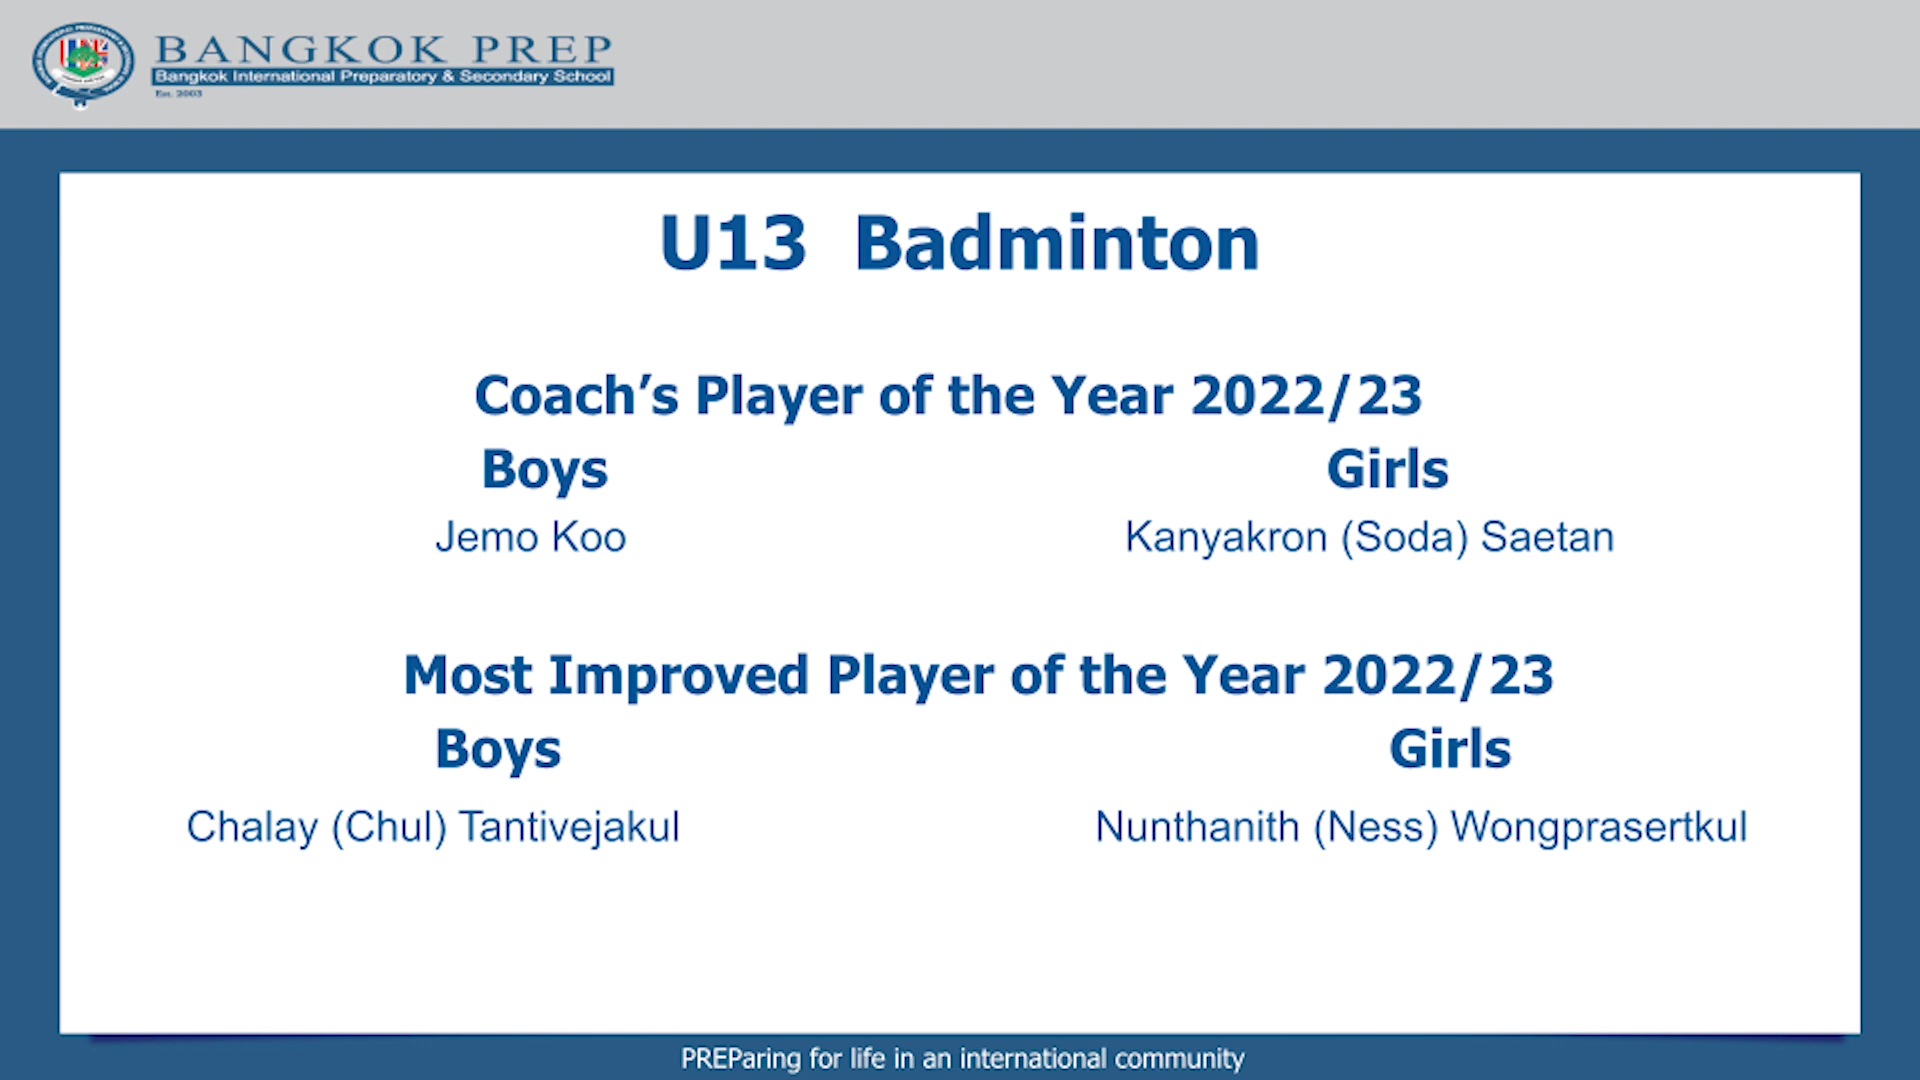 BANGKOK PREP
Bangkok International Preparatory & Secondary School
Est. 2003
U13 Badminton
Coach’s Player of the Year 2022/23
Boys Girls
Jemo Koo Kanyakron (Soda) Saetan
Most Improved Player of the Year 2022/23
Boys Girls
Chalay (Chul) Tantivejakul Nunthanith (Ness) Wongprasertkul
PREParing for life in an international community